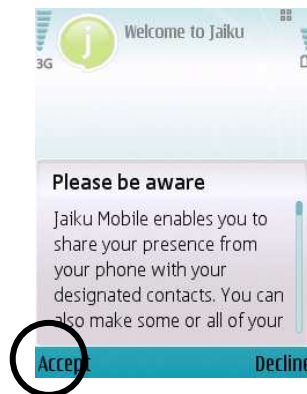 Welcome to Jaiku
3G
Please be aware
Jaiku Mobile enables you to
share your presence from
your phone with your
designated contacts. You can
also make some or all of your
Accept Decline